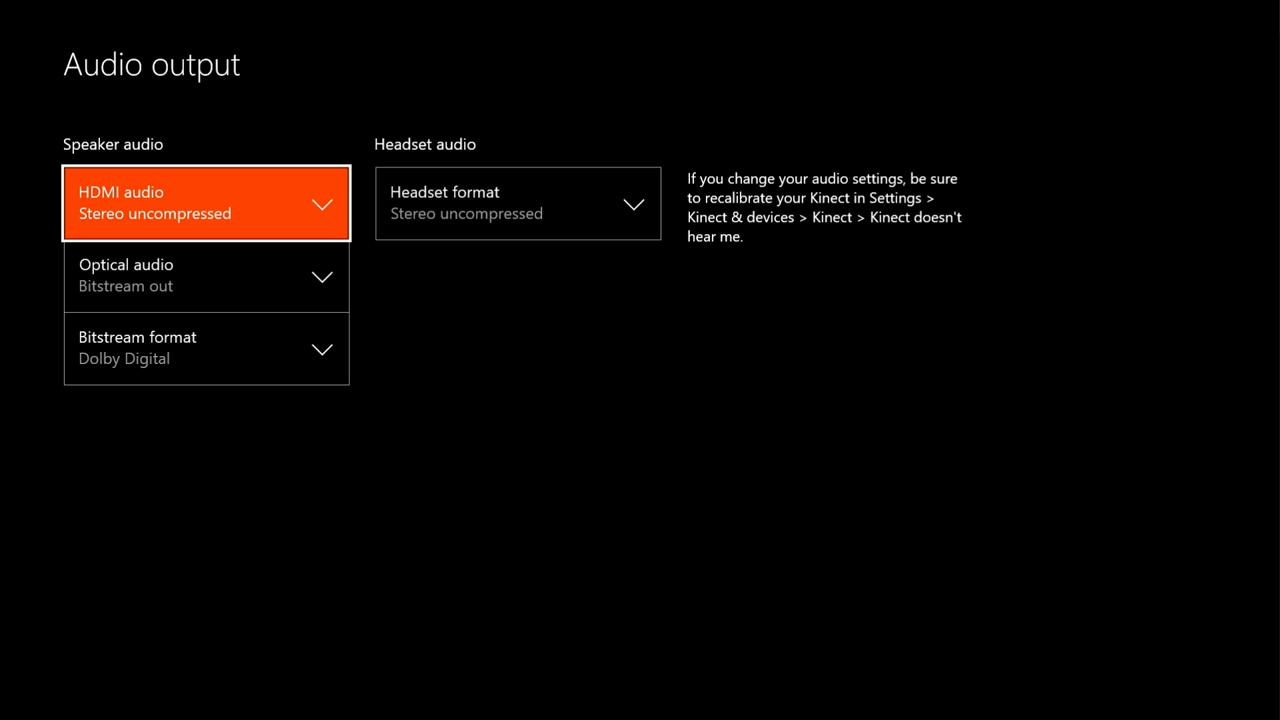 Audio output
Speaker audio
HDMI audio
Stereo uncompressed
Optical audio
Bitstream out
Bitstream format
Dolby Digital
Headset audio
Headset format
Stereo uncompressed
If you change your audio settings, be sure
to recalibrate your Kinect in Settings >
Kinect & devices > Kinect > Kinect doesn't
hear me.